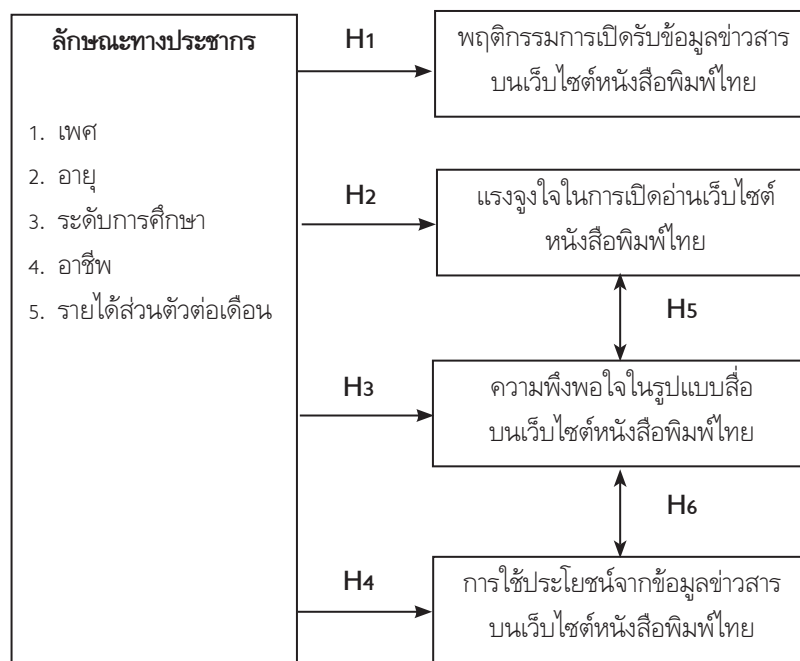 ลักษณะทางประชากร
1. เพศ
2. อายุ
3. ระดับการศึกษา
4. อาชีพ
5. รายได้ส่วนตัวต่อเดือน
H1
พฤติกรรมการเปิดรับข้อมูลข่าวสาร
บนเว็บไซต์หนังสือพิมพ์ไทย
H2
แรงจูงใจในการเปิดอ่านเว็บไซต์
หนังสือพิมพ์ไทย
H5
H3
ความพึงพอใจในรูปแบบสื่อ
บนเว็บไซต์หนังสือพิมพ์ไทย
H6
H4
การใช้ประโยชน์จากข้อมูลข่าวสาร
บนเว็บไซต์หนังสือพิมพ์ไทย